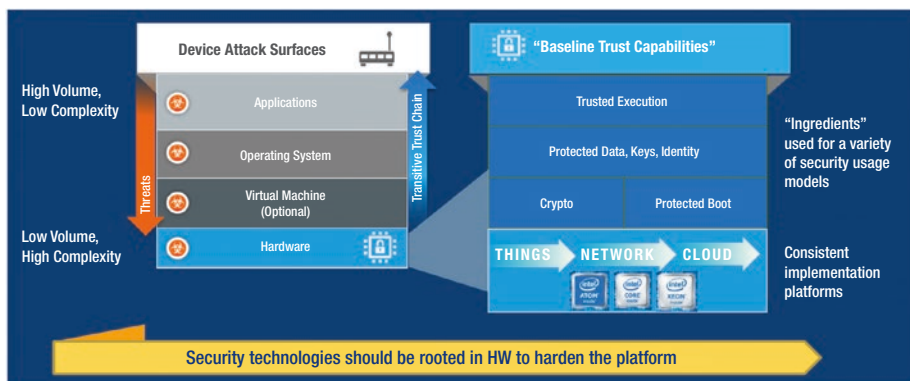 Device Attack Surfaces
High Volume,
Low Complexity
Applications
Operating System
Virtual Machine
(Optional)
Low Volume,
High Complexity
Hardware
Threats
Transitive Trust Chain
“Baseline Trust Capabilities”
Trusted Execution
Protected Data, Keys, Identity
Crypto
Protected Boot
“Ingredients”
used for a variety
of security usage
models
THINGS
NETWORK
CLOUD
intel
ATOM
intel
CORE
intel
XEON
Consistent
implementation
platforms
Security technologies should be rooted in HW to harden the platform